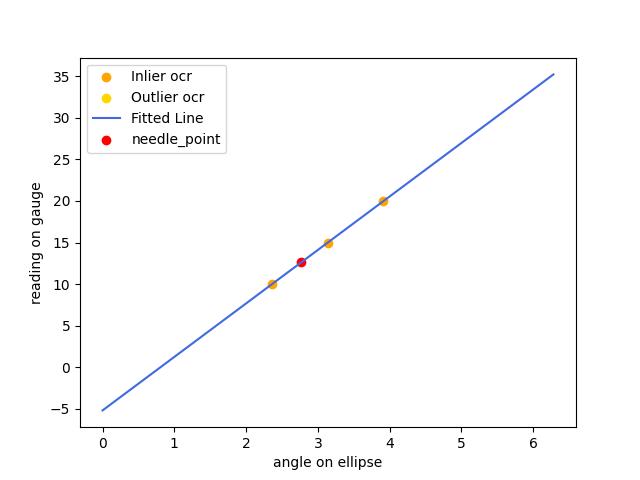 Inlier ocr
Outlier ocr
Fitted Line
needle_point
35
30
25
20
15
10
5
0
−5
reading on gauge
0 1 2 3 4 5 6
angle on ellipse